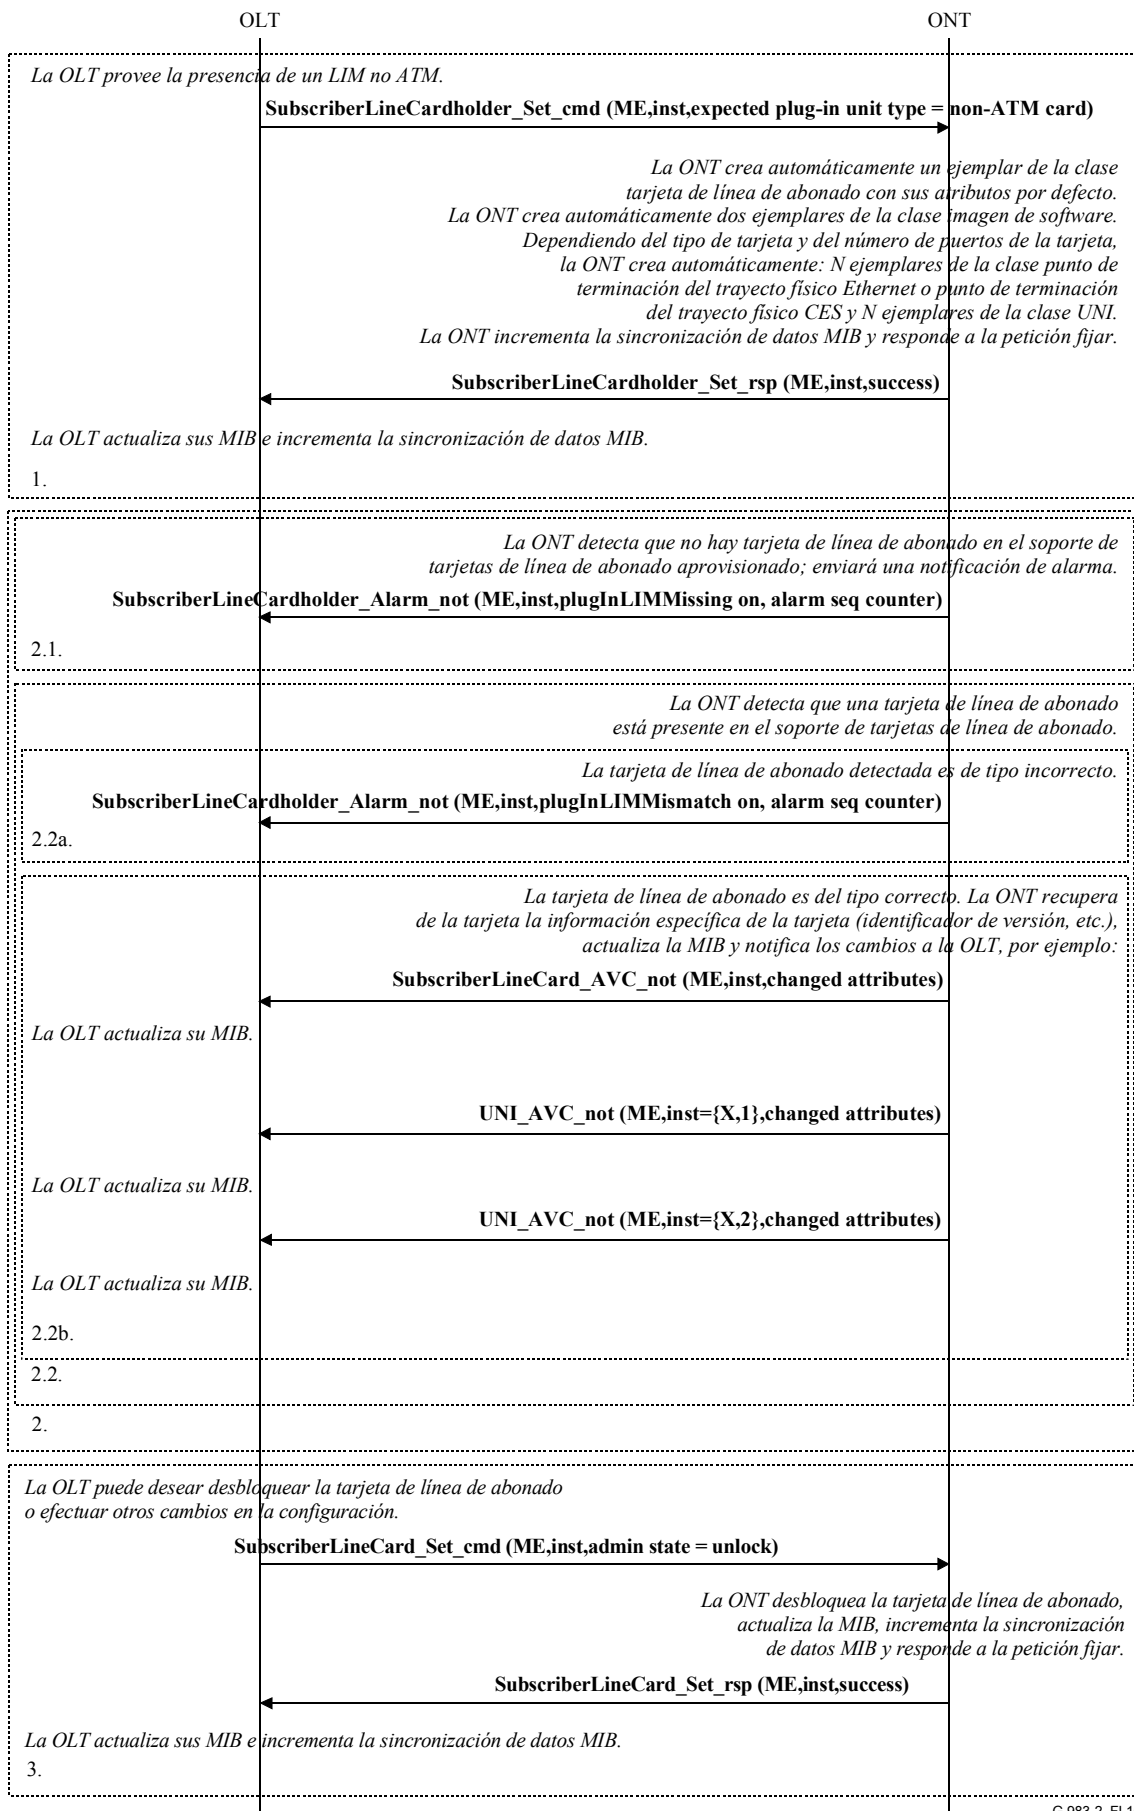 OLT
ONT
La OLT provee la presencia de un LIM no ATM.
SubscriberLineCardholder_Set_cmd (ME,inst,expected plug-in unit type = non-ATM card)
La ONT crea automáticamente un ejemplar de la clase
tarjeta de línea de abonado con sus atributos por defecto.
La ONT crea automáticamente dos ejemplares de la clase imagen de software.
Dependiendo del tipo de tarjeta y del número de puertos de la tarjeta,
la ONT crea automáticamente: N ejemplares de la clase punto de
terminación del trayecto físico Ethernet o punto de terminación
del trayecto físico CES y N ejemplares de la clase UNI.
La ONT incrementa la sincronización de datos MIB y responde a la petición fijar.
SubscriberLineCardholder_Set_rsp (ME,inst,success)
La OLT actualiza sus MIB e incrementa la sincronización de datos MIB.
1.
La ONT detecta que no hay tarjeta de línea de abonado en el soporte de
tarjetas de línea de abonado aprovisionado; enviará una notificación de alarma.
SubscriberLineCardholder_Alarm_not (ME,inst,plugInLIMMissing on, alarm seq counter)
2.1.
La ONT detecta que una tarjeta de línea de abonado
está presente en el soporte de tarjetas de línea de abonado.
La tarjeta de línea de abonado detectada es de tipo incorrecto.
SubscriberLineCardholder_Alarm_not (ME,inst,plugInLIMMismatch on, alarm seq counter)
2.2a.
La tarjeta de línea de abonado es del tipo correcto. La ONT recupera
de la tarjeta la información específica de la tarjeta (identificador de versión, etc.),
actualiza la MIB y notifica los cambios a la OLT, por ejemplo:
SubscriberLineCard_AVC_not (ME,inst,changed attributes)
La OLT actualiza su MIB.
UNI_AVC_not (ME,inst={X,1},changed attributes)
La OLT actualiza su MIB.
UNI_AVC_not (ME,inst={X,2},changed attributes)
La OLT actualiza su MIB.
2.2b.
2.2.
2.
La OLT puede desear desbloquear la tarjeta de línea de abonado
o efectuar otros cambios en la configuración.
SubscriberLineCard_Set_cmd (ME,inst,admin state = unlock)
La ONT desbloquea la tarjeta de línea de abonado,
actualiza la MIB, incrementa la sincronización
de datos MIB y responde a la petición fijar.
SubscriberLineCard_Set_rsp (ME,inst,success)
La OLT actualiza sus MIB e incrementa la sincronización de datos MIB.
3.